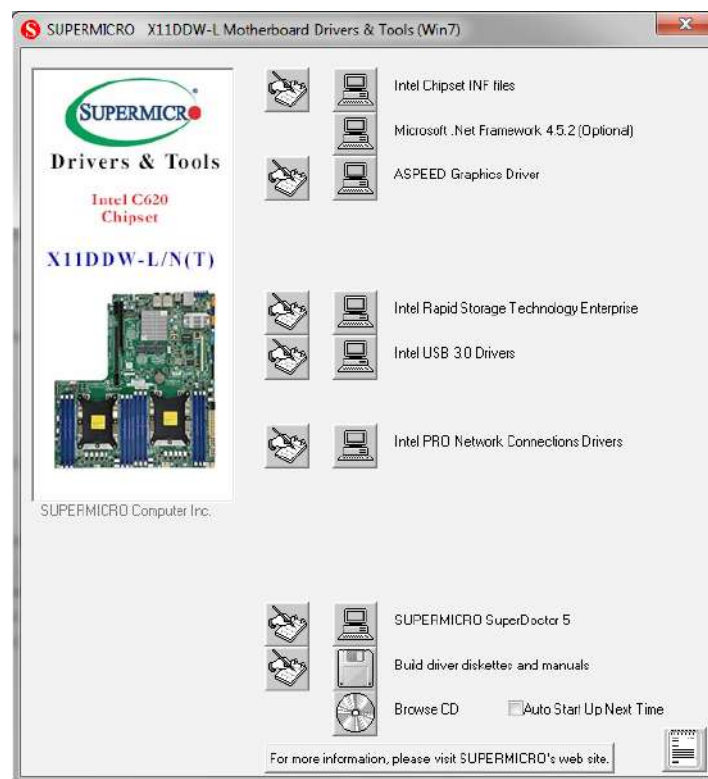 SUPERMICRO X11DDW-L Motherboard Drivers & Tools (Win7)
SUPERMICRO
Drivers & Tools
Intel C620
Chipset
X11DDW-L/N(T)
SUPERMICRO Computer Inc.
Intel Chipset INF files
Microsoft .Net Framework 4.5.2 (Optional)
ASPEED Graphics Driver
Intel Rapid Storage Technology Enterprise
Intel USB 3.0 Drivers
Intel PRO Network Connections Drivers
SUPERMICRO SuperDoctor 5
Build driver diskettes and manuals
Browse CD Auto Start Up Next Time
For more information, please visit SUPERMICRO's web site.